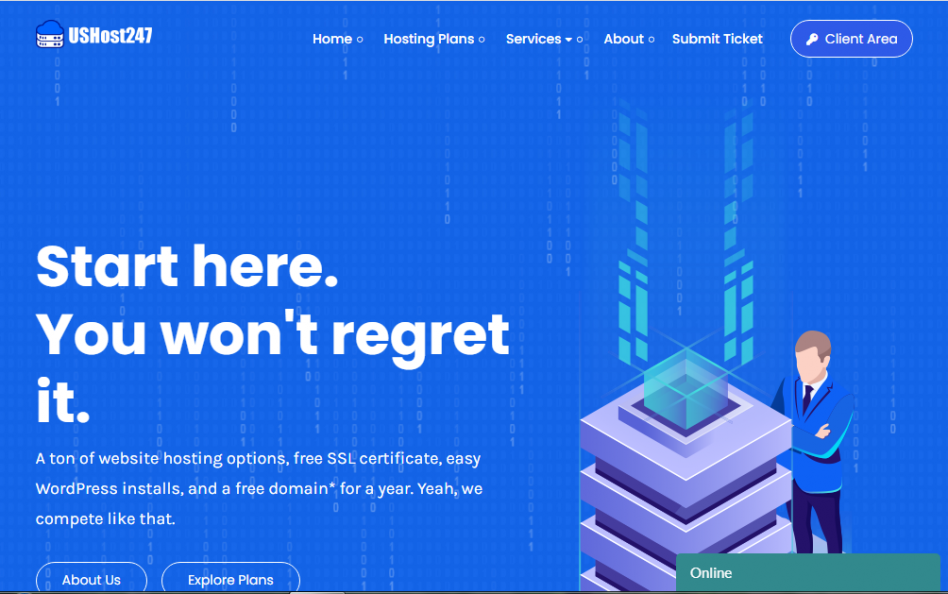 USHost247
Home
Hosting Plans
Services
About
Submit Ticket
Client Area
Start here.
You won't regret
it.
A ton of website hosting options, free SSL certificate, easy
WordPress installs, and a free domain* for a year. Yeah, we
compete like that.
About Us
Explore Plans
Online